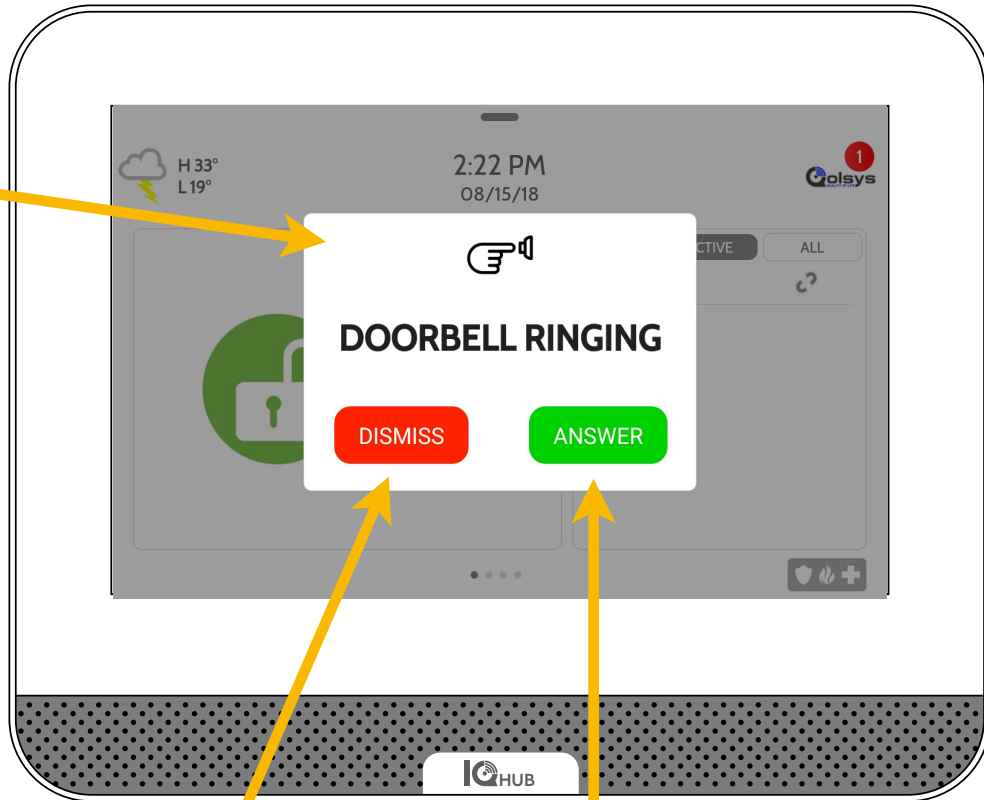 H 33°
L 19°
2:22 PM
08/15/18
1
Qolsys
CTIVE
ALL
DOORBELL RINGING
DISMISS
ANSWER
IQ HUB